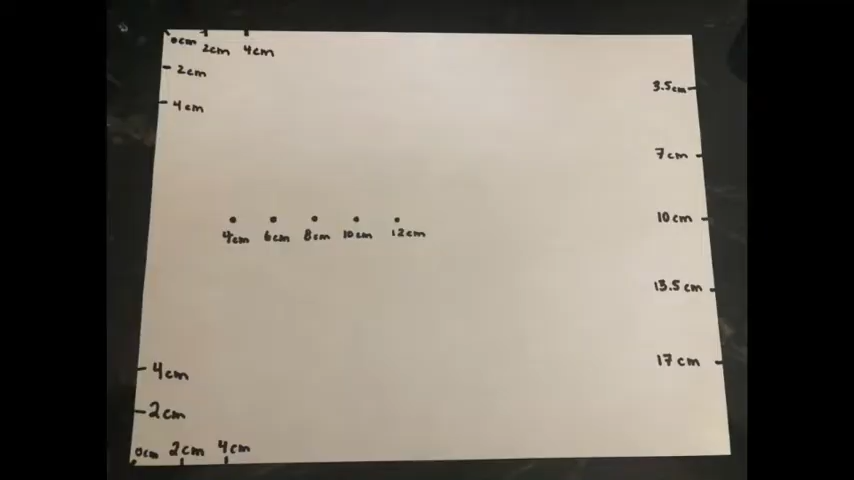 0cm 2cm 4cm
2cm
3.5cm
4cm
7cm
10cm
4cm 6cm 8cm 10cm 12cm
13.5cm
17cm
4cm
2cm
0cm 2cm 4cm